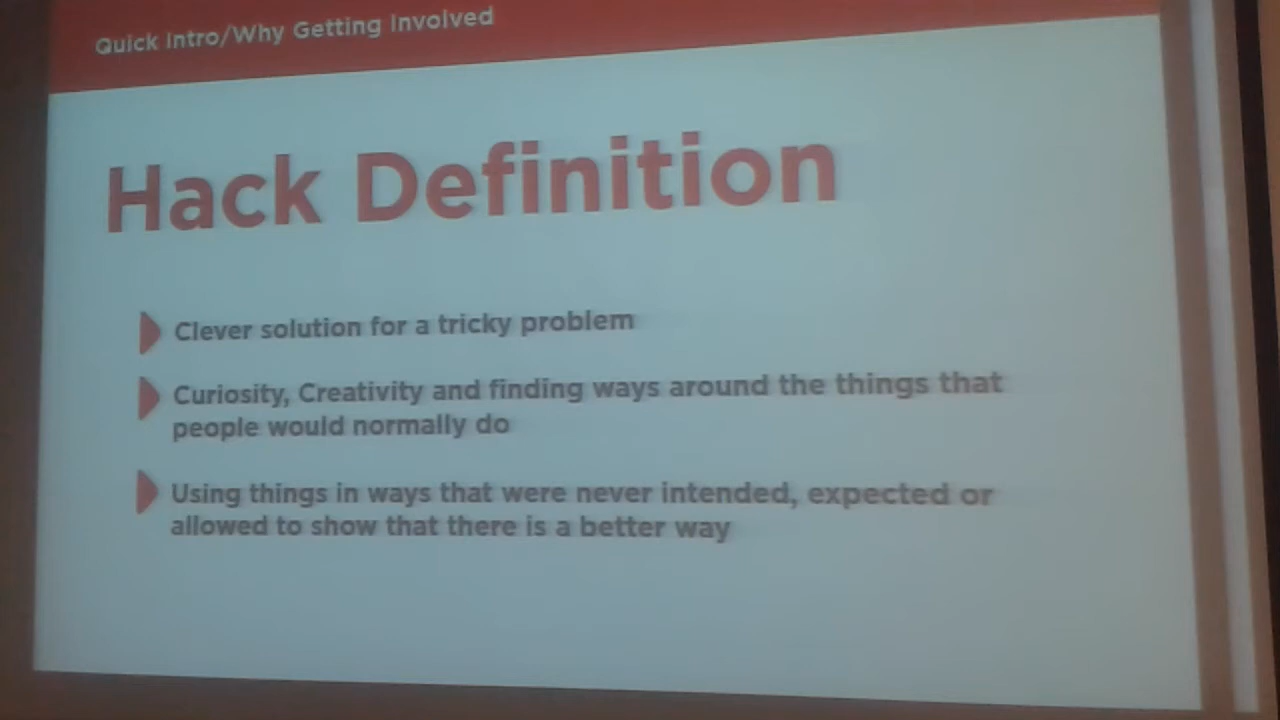 Quick Intro/Why Getting Involved
Hack Definition
Clever solution for a tricky problem
Curiosity, Creativity and finding ways around the things that
people would normally do
Using things in ways that were never intended, expected or
allowed to show that there is a better way